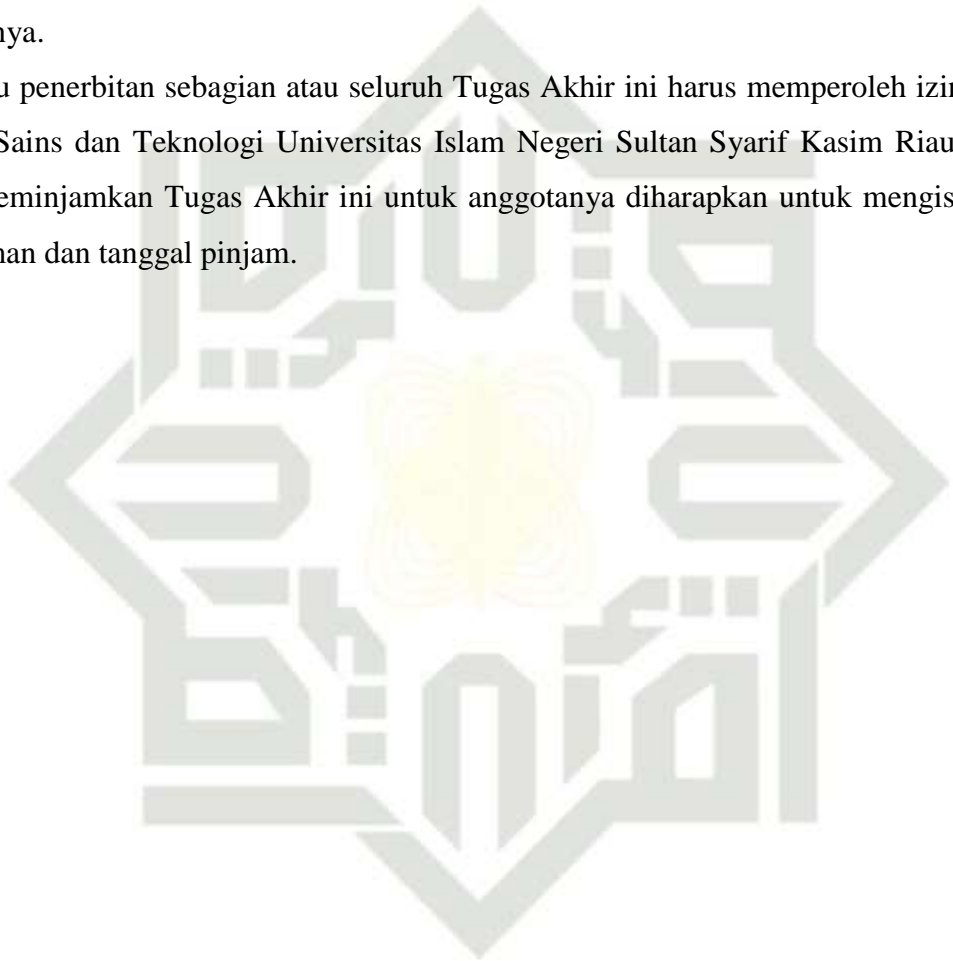 nya.
u penerbitan sebagian atau seluruh Tugas Akhir ini harus memperoleh izin
Sains dan Teknologi Universitas Islam Negeri Sultan Syarif Kasim Riau
eminjamkan Tugas Akhir ini untuk anggotanya diharapkan untuk mengis
nan dan tanggal pinjam.